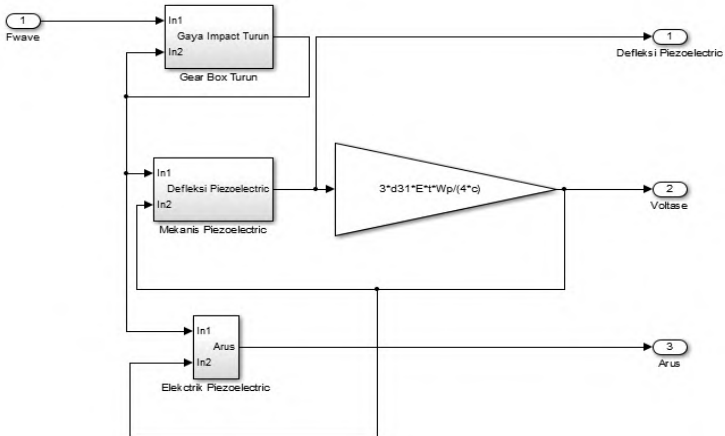 1
Fwave
In1
In2
Gaya Impact Turun
Gear Box Turun
1
Defleksi Piezoelectric
In1
In2
Defleksi Piezoelectric
Mekanis Piezoelectric
3*d31*E*t*Wp/(4*c)
2
Voltase
In1
In2
Arus
Elekctrik Piezoelectric
3
Arus